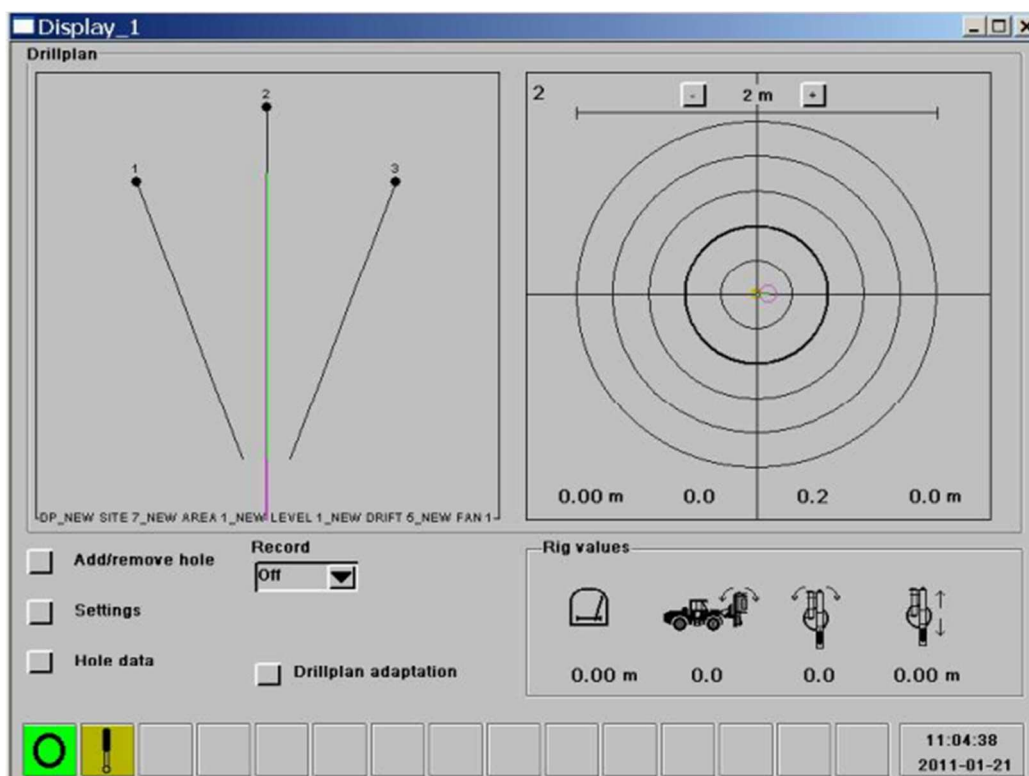 Display_1
Drillplan
2
1
3
DP_NEW SITE 7_NEW AREA 1_NEW LEVEL 1_NEW DRIFT 5_NEW FAN 1
2
- 2 m +
0.00 m 0.0 0.2 0.0 m
Add/remove hole
Settings
Hole data
Record
Off
Drillplan adaptation
Rig values
0.00 m 0.0 0.0 0.00 m
11:04:38
2011-01-21